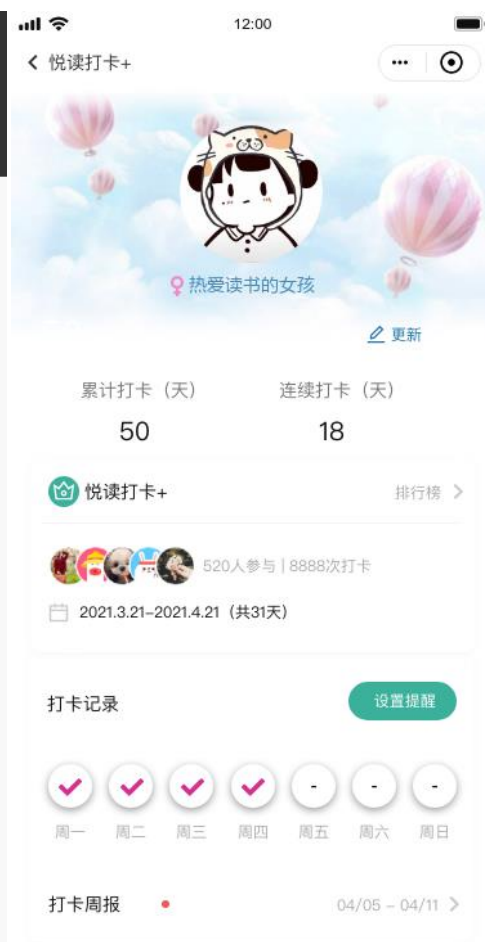 12:00
悦读打卡+
热爱读书的女孩
更新
累计打卡（天） 连续打卡（天）
50 18
悦读打卡+ 排行榜
520人参与 | 8888次打卡
2021.3.21-2021.4.21（共31天）
打卡记录 设置提醒
- - -
周一 周二 周三 周四 周五 周六 周日
打卡周报 04/05 - 04/11